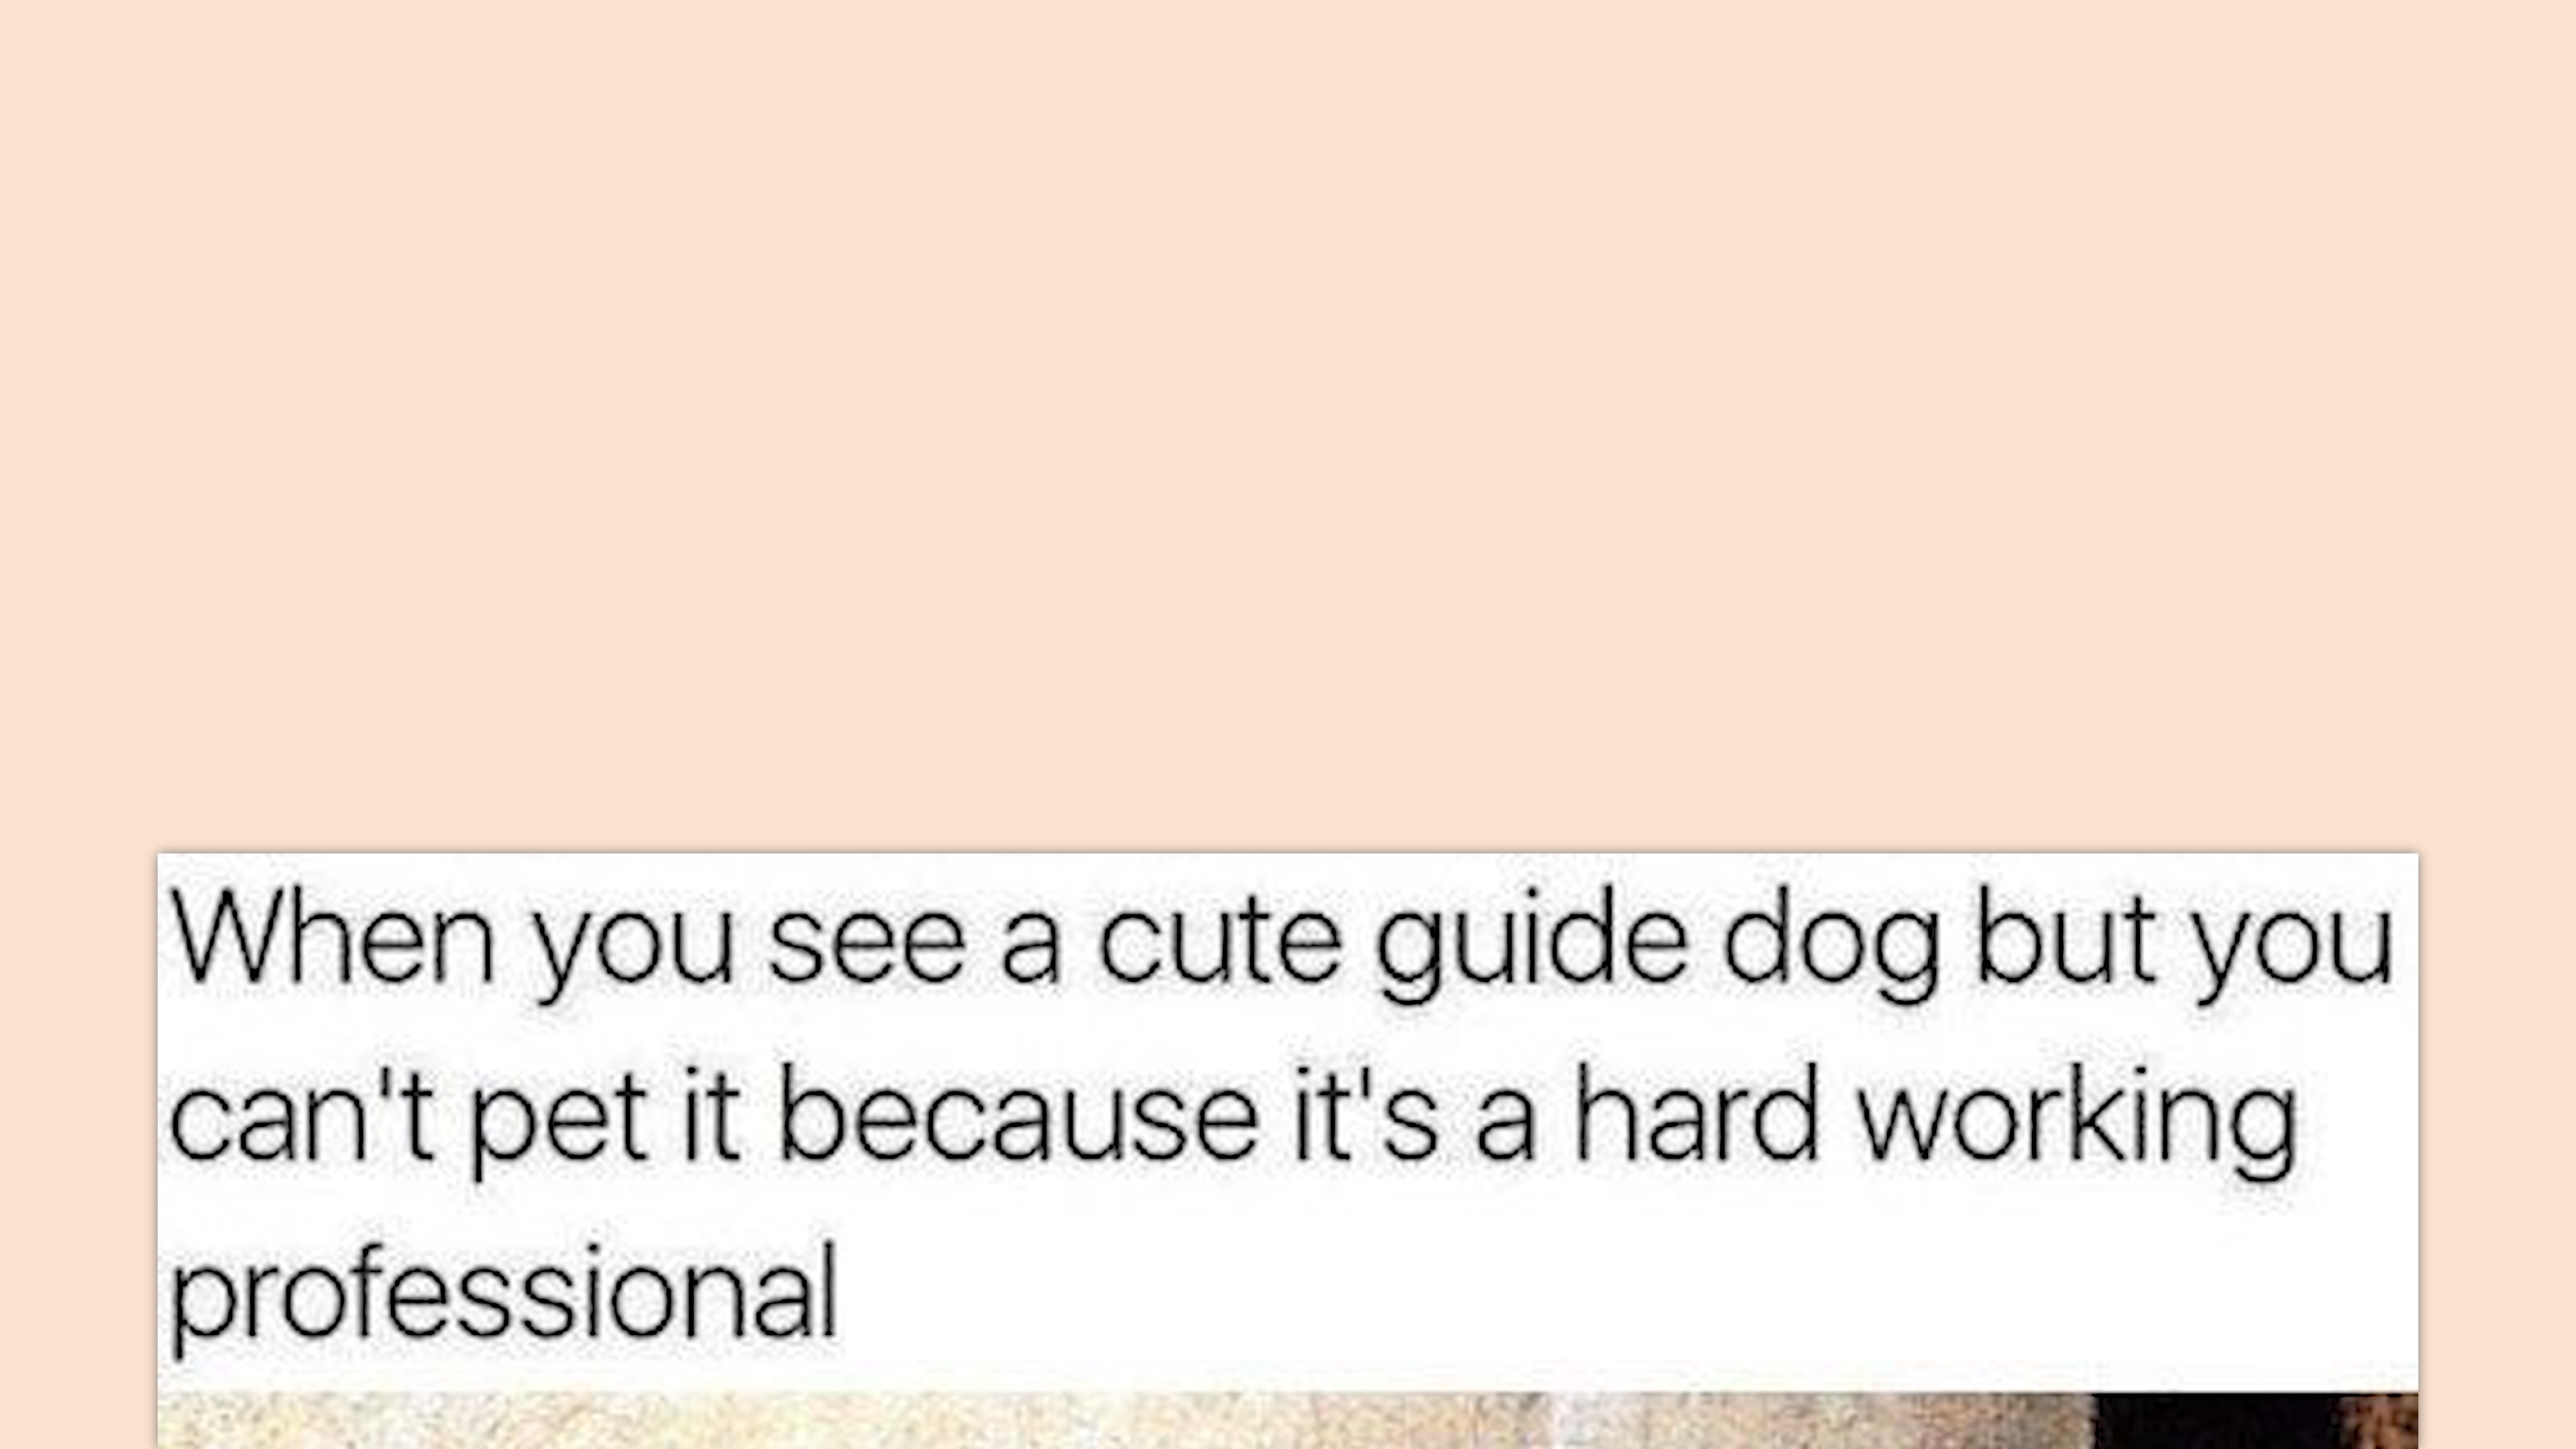 When you see a cute guide dog but you
can't pet it because it's a hard working
professional